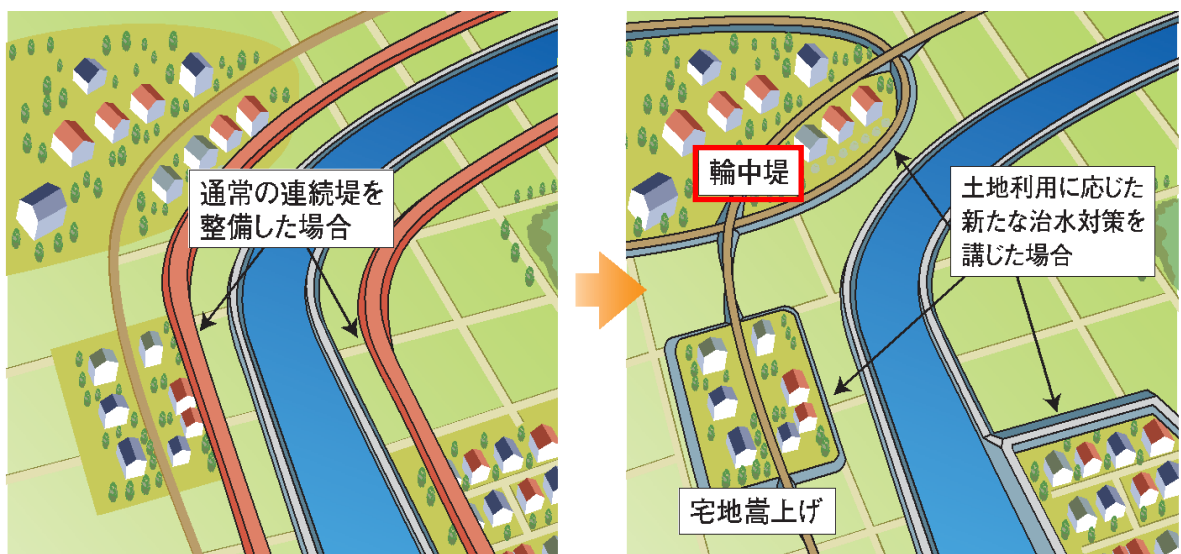 通常の連続堤を
整備した場合
輪中堤
土地利用に応じた
新たな治水対策を
講じた場合
宅地嵩上げ